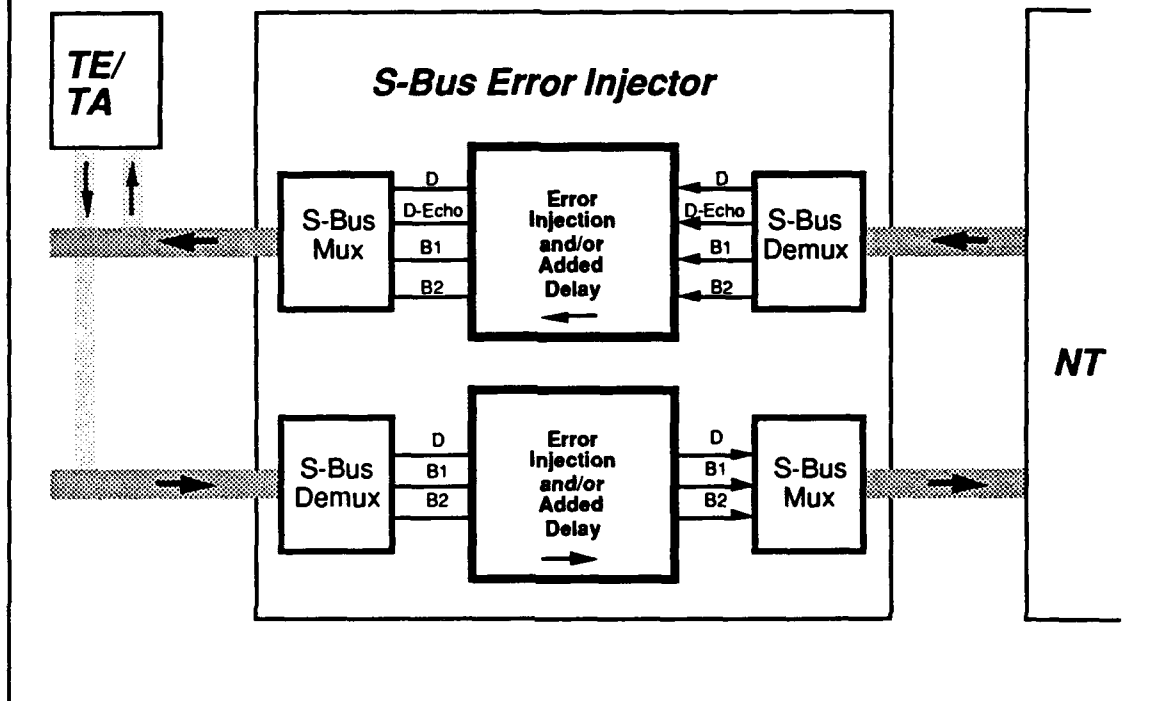 TE/
TA
S-Bus Error Injector
S-Bus
Mux
D
D-Echo
B1
B2
Error
Injection
and/or
Added
Delay
D
D-Echo
B1
B2
S-Bus
Demux
NT
S-Bus
Demux
D
B1
B2
Error
Injection
and/or
Added
Delay
D
B1
B2
S-Bus
Mux